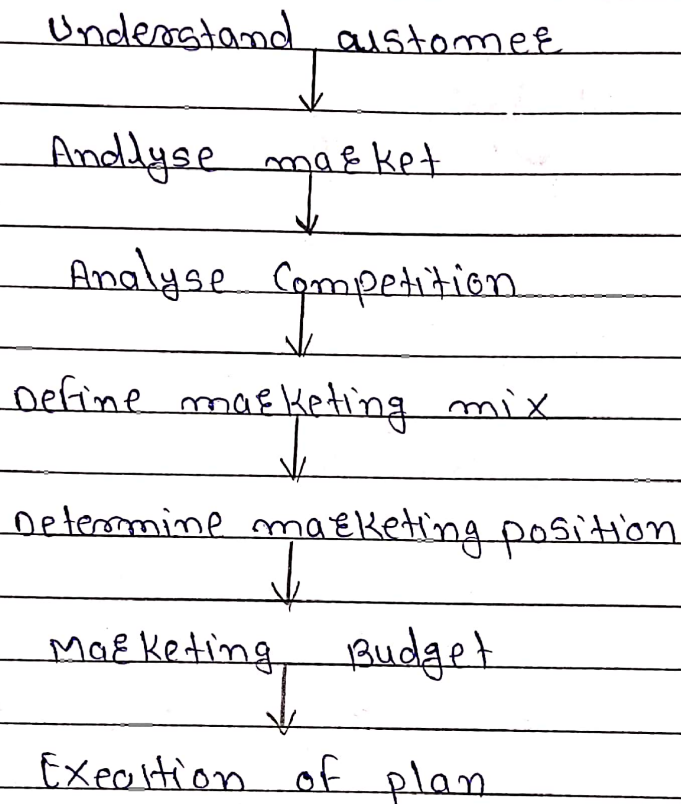 Understand customer
Analyse market
Analyse Competition
Define marketing mix
Determine marketing position
Marketing Budget
Execution of plan